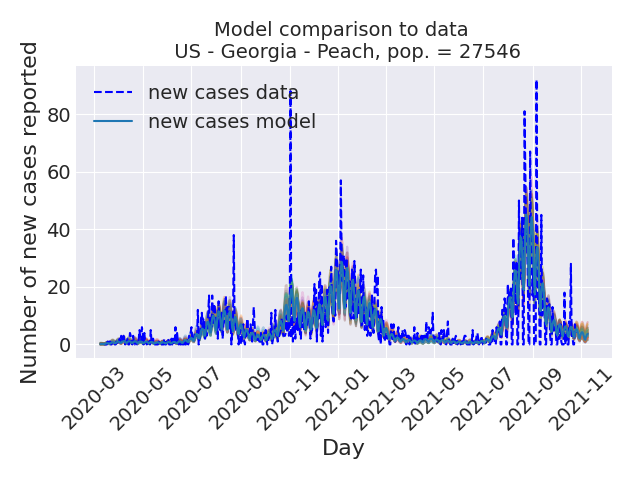 Model comparison to data
US - Georgia - Peach, pop. = 27546
new cases data
new cases model
Number of new cases reported
80
60
40
20
0
2020-03
2020-05
2020-07
2020-09
2020-11
2021-01
2021-03
2021-05
2021-07
2021-09
2021-11
Day